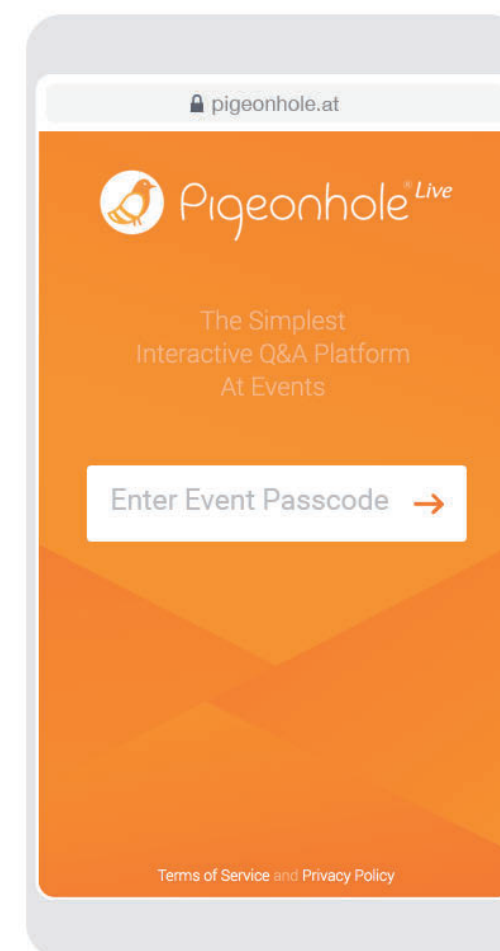 pigeonhole.at
Pigeonhole® Live
The Simplest
Interactive Q&A Platform
At Events
Enter Event Passcode →
Terms of Service and Privacy Policy